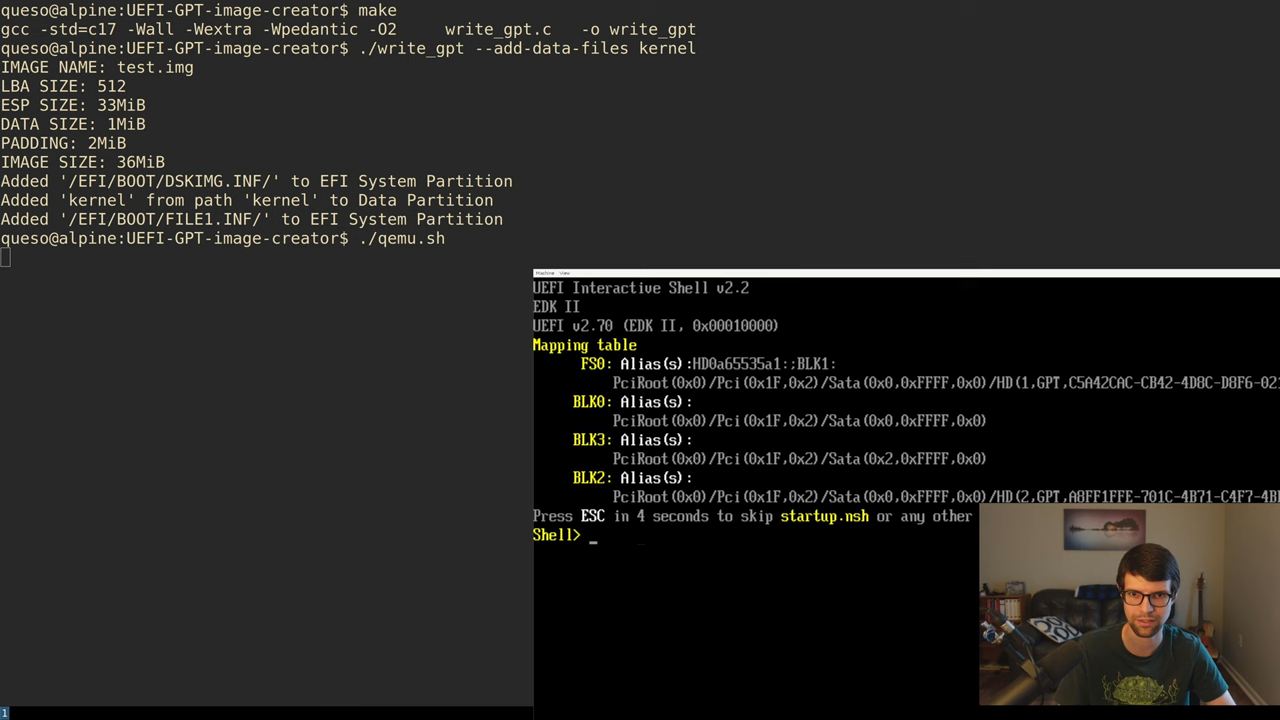 queso@alpine:UEFI-GPT-image-creator$ make
gcc -std=c17 -Wall -Wextra -Wpedantic -O2     write_gpt.c   -o write_gpt
queso@alpine:UEFI-GPT-image-creator$ ./write_gpt --add-data-files kernel
IMAGE NAME: test.img
LBA SIZE: 512
ESP SIZE: 33MiB
DATA SIZE: 1MiB
PADDING: 2MiB
IMAGE SIZE: 36MiB
Added '/EFI/BOOT/DSKIMG.INF/' to EFI System Partition
Added 'kernel' from path 'kernel' to Data Partition
Added '/EFI/BOOT/FILE1.INF/' to EFI System Partition
queso@alpine:UEFI-GPT-image-creator$ ./qemu.sh
Machine View
UEFI Interactive Shell v2.2
EDK II
UEFI v2.70 (EDK II, 0x00010000)
Mapping table
FS0: Alias(s):HD0a65535a1:;BLK1:
PciRoot(0x0)/Pci(0x1F,0x2)/Sata(0x0,0xFFFF,0x0)/HD(1,GPT,C5A42CAC-CB42-4D8C-D8F6-021
BLK0: Alias(s):
PciRoot(0x0)/Pci(0x1F,0x2)/Sata(0x0,0xFFFF,0x0)
BLK3: Alias(s):
PciRoot(0x0)/Pci(0x1F,0x2)/Sata(0x2,0xFFFF,0x0)
BLK2: Alias(s):
PciRoot(0x0)/Pci(0x1F,0x2)/Sata(0x0,0xFFFF,0x0)/HD(2,GPT,A8FF1FFE-701C-4B71-C4F7-4B
Press ESC in 4 seconds to skip startup.nsh or any other
Shell> _
1